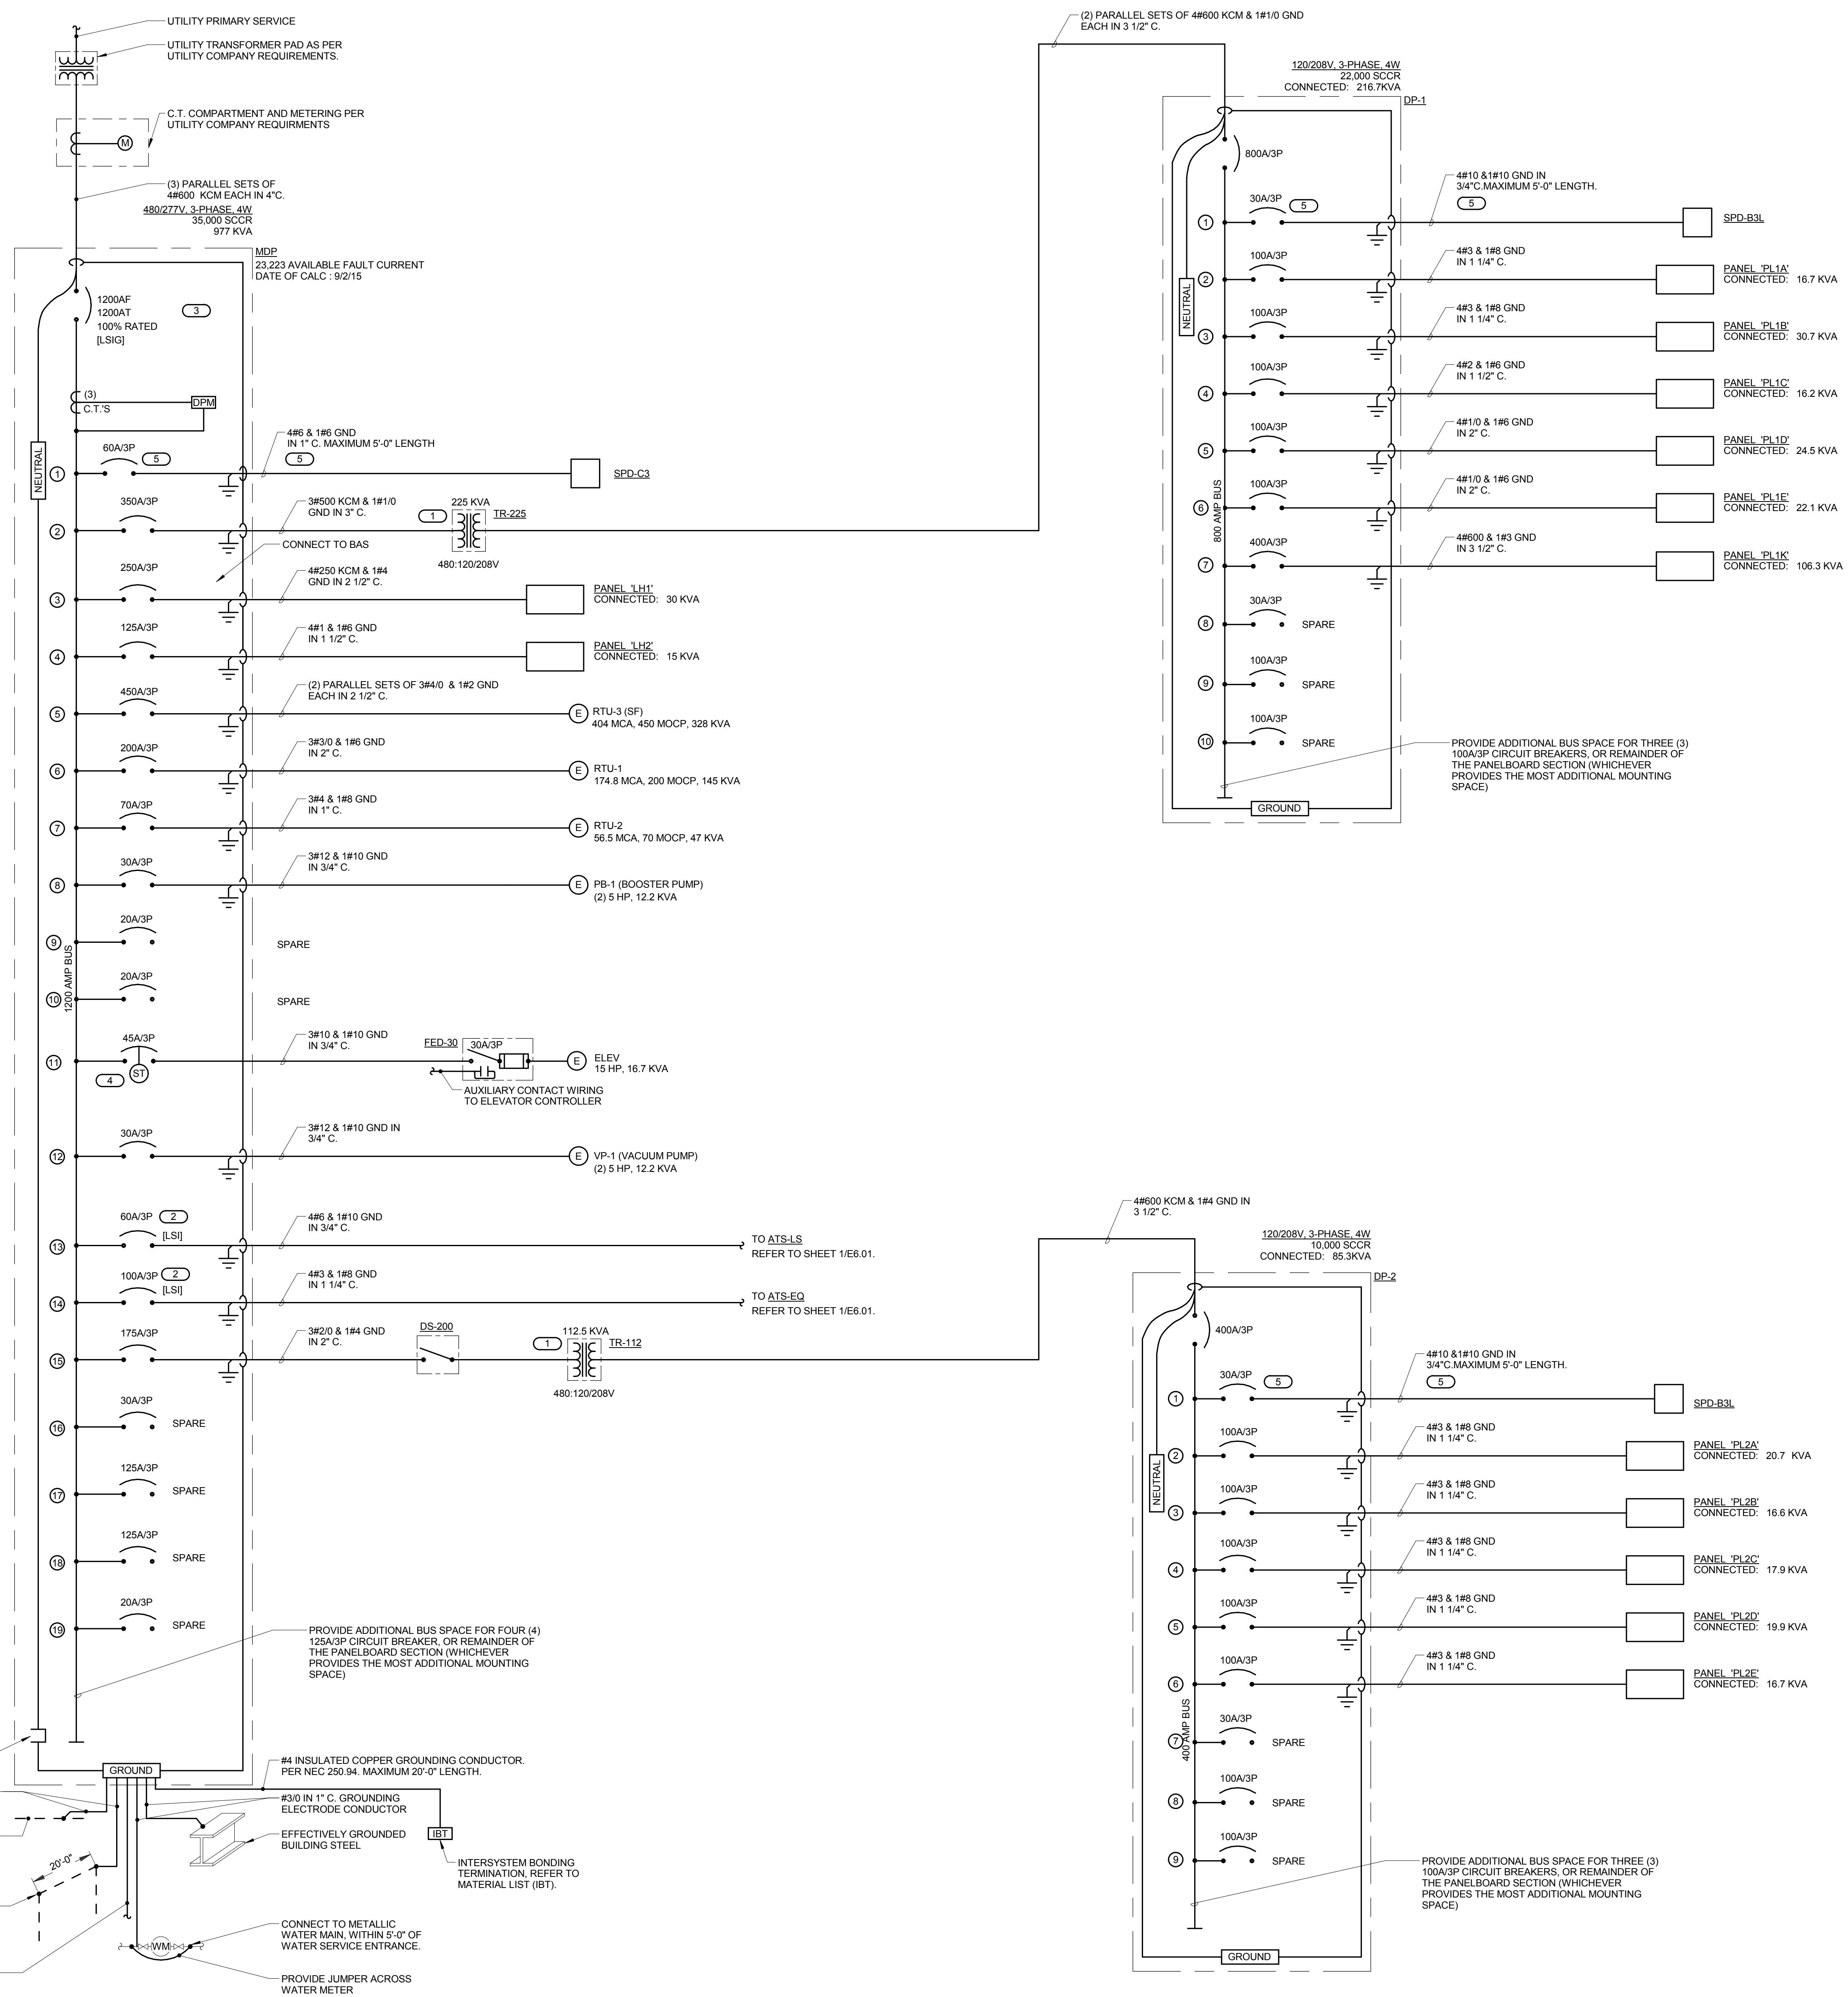 UTILITY PRIMARY SERVICE
UTILITY TRANSFORMER PAD AS PER
UTILITY COMPANY REQUIREMENTS.
C.T. COMPARTMENT AND METERING PER
UTILITY COMPANY REQUIRMENTS
M
(3) PARALLEL SETS OF
4#600 KCM EACH IN 4"C.
480/277V, 3-PHASE, 4W
35,000 SCCR
977 KVA
MDP
23,223 AVAILABLE FAULT CURRENT
DATE OF CALC : 9/2/15
1200AF
1200AT
100% RATED
[LSIG]
3
(3)
C.T.'S
DPM
NEUTRAL
1200 AMP BUS
1
60A/3P
5
4#6 & 1#6 GND
IN 1" C. MAXIMUM 5'-0" LENGTH
5
SPD-C3
2
350A/3P
3#500 KCM & 1#1/0
GND IN 3" C.
1
225 KVA
TR-225
480:120/208V
CONNECT TO BAS
3
250A/3P
4#250 KCM & 1#4
GND IN 2 1/2" C.
PANEL 'LH1'
CONNECTED: 30 KVA
4
125A/3P
4#1 & 1#6 GND
IN 1 1/2" C.
PANEL 'LH2'
CONNECTED: 15 KVA
5
450A/3P
(2) PARALLEL SETS OF 3#4/0 & 1#2 GND
EACH IN 2 1/2" C.
E
RTU-3 (SF)
404 MCA, 450 MOCP, 328 KVA
6
200A/3P
3#3/0 & 1#6 GND
IN 2" C.
E
RTU-1
174.8 MCA, 200 MOCP, 145 KVA
7
70A/3P
3#4 & 1#8 GND
IN 1" C.
E
RTU-2
56.5 MCA, 70 MOCP, 47 KVA
8
30A/3P
3#12 & 1#10 GND
IN 3/4" C.
E
PB-1 (BOOSTER PUMP)
(2) 5 HP, 12.2 KVA
9
20A/3P
SPARE
10
20A/3P
SPARE
11
45A/3P
ST
4
3#10 & 1#10 GND
IN 3/4" C.
FED-30
30A/3P
E
ELEV
15 HP, 16.7 KVA
AUXILIARY CONTACT WIRING
TO ELEVATOR CONTROLLER
12
30A/3P
3#12 & 1#10 GND IN
3/4" C.
E
VP-1 (VACUUM PUMP)
(2) 5 HP, 12.2 KVA
13
60A/3P
2
[LSI]
4#6 & 1#10 GND
IN 3/4" C.
TO ATS-LS
REFER TO SHEET 1/E6.01.
14
100A/3P
2
[LSI]
4#3 & 1#8 GND
IN 1 1/4" C.
TO ATS-EQ
REFER TO SHEET 1/E6.01.
15
175A/3P
3#2/0 & 1#4 GND
IN 2" C.
DS-200
1
112.5 KVA
TR-112
480:120/208V
16
30A/3P
SPARE
17
125A/3P
SPARE
18
125A/3P
SPARE
19
20A/3P
SPARE
PROVIDE ADDITIONAL BUS SPACE FOR FOUR (4)
125A/3P CIRCUIT BREAKER, OR REMAINDER OF
THE PANELBOARD SECTION (WHICHEVER
PROVIDES THE MOST ADDITIONAL MOUNTING
SPACE)
GROUND
#4 INSULATED COPPER GROUNDING CONDUCTOR.
PER NEC 250.94. MAXIMUM 20'-0" LENGTH.
#3/0 IN 1" C. GROUNDING
ELECTRODE CONDUCTOR
EFFECTIVELY GROUNDED
BUILDING STEEL
IBT
INTERSYSTEM BONDING
TERMINATION, REFER TO
MATERIAL LIST (IBT).
20'-0"
WM
CONNECT TO METALLIC
WATER MAIN, WITHIN 5'-0" OF
WATER SERVICE ENTRANCE.
PROVIDE JUMPER ACROSS
WATER METER
(2) PARALLEL SETS OF 4#600 KCM & 1#1/0 GND
EACH IN 3 1/2" C.
120/208V, 3-PHASE, 4W
22,000 SCCR
CONNECTED: 216.7KVA
DP-1
800A/3P
NEUTRAL
800 AMP BUS
1
30A/3P
5
4#10 &1#10 GND IN
3/4"C.MAXIMUM 5'-0" LENGTH.
5
SPD-B3L
2
100A/3P
4#3 & 1#8 GND
IN 1 1/4" C.
PANEL 'PL1A'
CONNECTED: 16.7 KVA
3
100A/3P
4#3 & 1#8 GND
IN 1 1/4" C.
PANEL 'PL1B'
CONNECTED: 30.7 KVA
4
100A/3P
4#2 & 1#6 GND
IN 1 1/2" C.
PANEL 'PL1C'
CONNECTED: 16.2 KVA
5
100A/3P
4#1/0 & 1#6 GND
IN 2" C.
PANEL 'PL1D'
CONNECTED: 24.5 KVA
6
100A/3P
4#1/0 & 1#6 GND
IN 2" C.
PANEL 'PL1E'
CONNECTED: 22.1 KVA
7
400A/3P
4#600 & 1#3 GND
IN 3 1/2" C.
PANEL 'PL1K'
CONNECTED: 106.3 KVA
8
30A/3P
SPARE
9
100A/3P
SPARE
10
100A/3P
SPARE
PROVIDE ADDITIONAL BUS SPACE FOR THREE (3)
100A/3P CIRCUIT BREAKERS, OR REMAINDER OF
THE PANELBOARD SECTION (WHICHEVER
PROVIDES THE MOST ADDITIONAL MOUNTING
SPACE)
GROUND
4#600 KCM & 1#4 GND IN
3 1/2" C.
120/208V, 3-PHASE, 4W
10,000 SCCR
CONNECTED: 85.3KVA
DP-2
400A/3P
NEUTRAL
400 AMP BUS
1
30A/3P
5
4#10 &1#10 GND IN
3/4"C.MAXIMUM 5'-0" LENGTH.
5
SPD-B3L
2
100A/3P
4#3 & 1#8 GND
IN 1 1/4" C.
PANEL 'PL2A'
CONNECTED: 20.7 KVA
3
100A/3P
4#3 & 1#8 GND
IN 1 1/4" C.
PANEL 'PL2B'
CONNECTED: 16.6 KVA
4
100A/3P
4#3 & 1#8 GND
IN 1 1/4" C.
PANEL 'PL2C'
CONNECTED: 17.9 KVA
5
100A/3P
4#3 & 1#8 GND
IN 1 1/4" C.
PANEL 'PL2D'
CONNECTED: 19.9 KVA
6
100A/3P
4#3 & 1#8 GND
IN 1 1/4" C.
PANEL 'PL2E'
CONNECTED: 16.7 KVA
7
30A/3P
SPARE
8
100A/3P
SPARE
9
100A/3P
SPARE
PROVIDE ADDITIONAL BUS SPACE FOR THREE (3)
100A/3P CIRCUIT BREAKERS, OR REMAINDER OF
THE PANELBOARD SECTION (WHICHEVER
PROVIDES THE MOST ADDITIONAL MOUNTING
SPACE)
GROUND